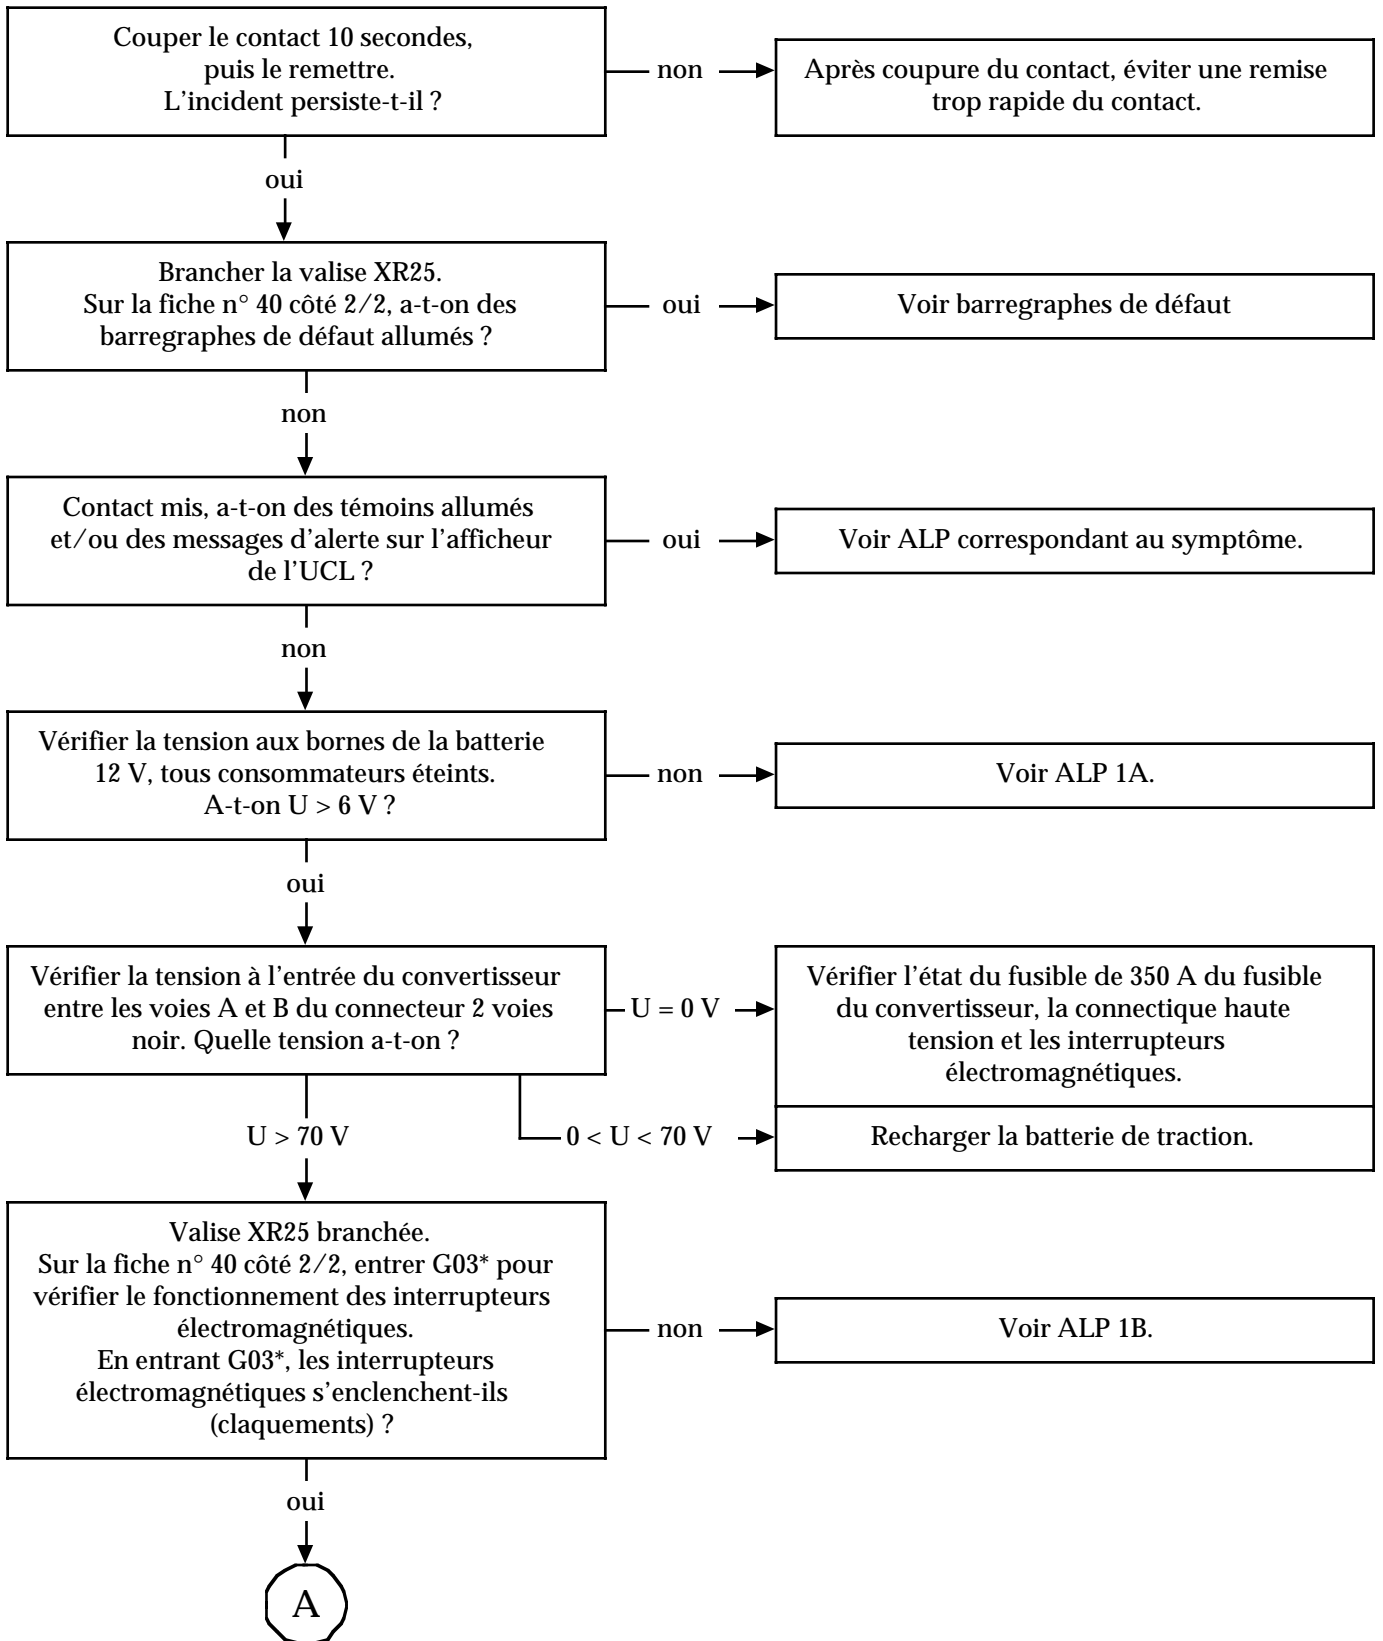 Couper le contact 10 secondes,
puis le remettre.
L'incident persiste-t-il ?
non
Après coupure du contact, éviter une remise
trop rapide du contact.
oui
Brancher la valise XR25.
Sur la fiche n° 40 côté 2/2, a-t-on des
barregraphes de défaut allumés ?
oui
Voir barregraphes de défaut
non
Contact mis, a-t-on des témoins allumés
et/ou des messages d'alerte sur l'afficheur
de l'UCL ?
oui
Voir ALP correspondant au symptôme.
non
Vérifier la tension aux bornes de la batterie
12 V, tous consommateurs éteints.
A-t-on U > 6 V ?
non
Voir ALP 1A.
oui
Vérifier la tension à l'entrée du convertisseur
entre les voies A et B du connecteur 2 voies
noir. Quelle tension a-t-on ?
U = 0 V
Vérifier l'état du fusible de 350 A du fusible
du convertisseur, la connectique haute
tension et les interrupteurs
électromagnétiques.
U > 70 V
0 < U < 70 V
Recharger la batterie de traction.
Valise XR25 branchée.
Sur la fiche n° 40 côté 2/2, entrer G03* pour
vérifier le fonctionnement des interrupteurs
électromagnétiques.
En entrant G03*, les interrupteurs
électromagnétiques s'enclenchent-ils
(claquements) ?
non
Voir ALP 1B.
oui
A